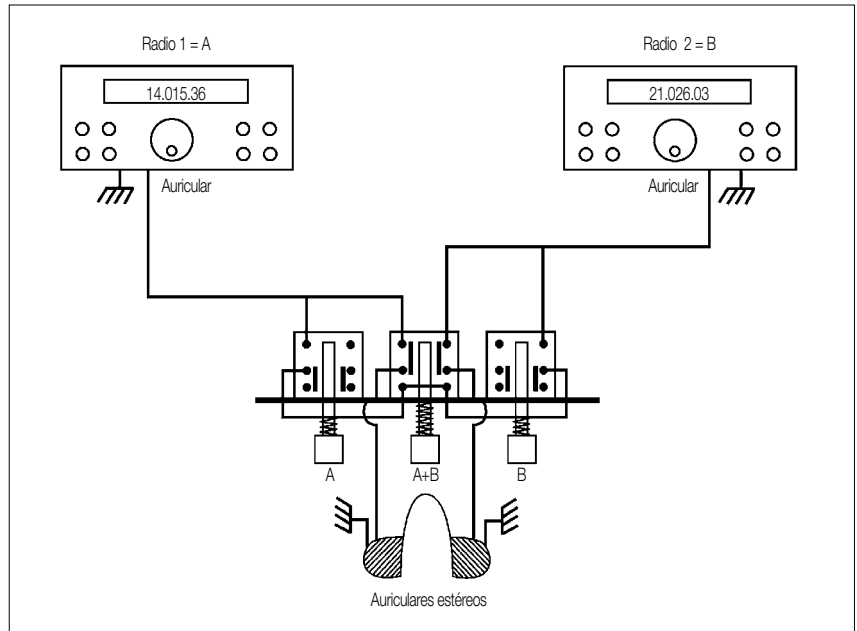 Radio 1 = A
Radio 2 = B
14.015.36
21.026.03
Auricular
Auricular
A
A+B
B
Auriculares estéreos